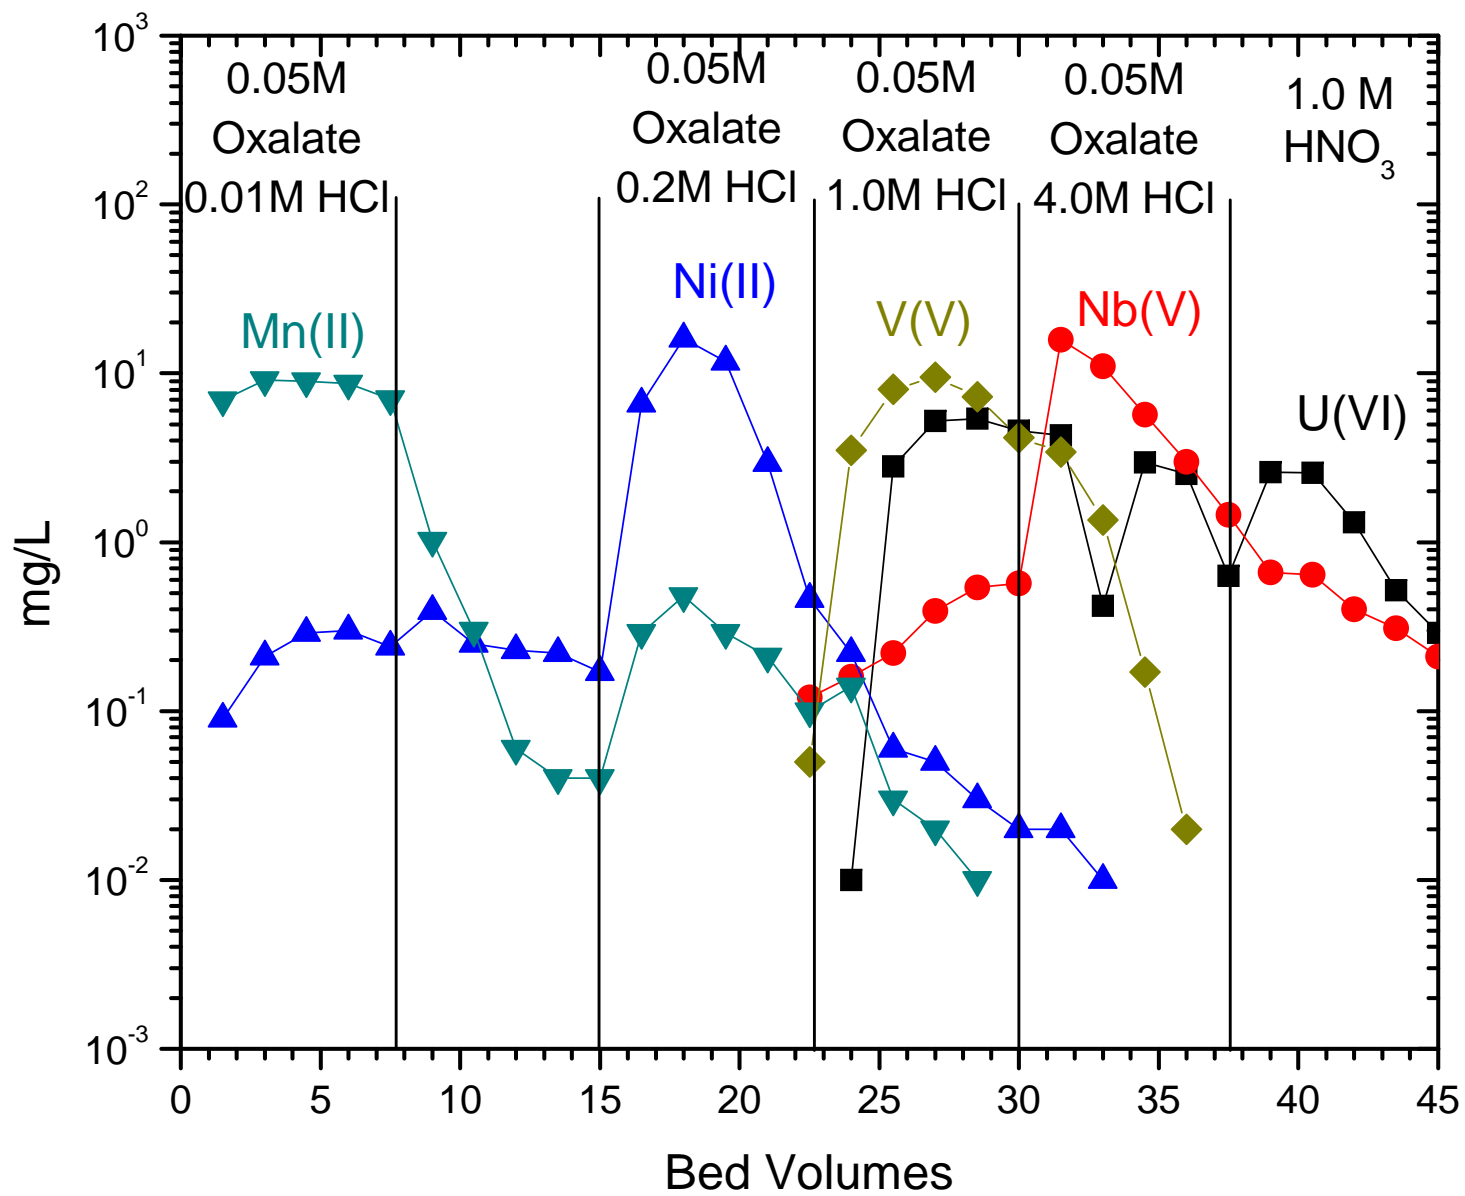 0.05M
Oxalate
0.01M HCl
0.05M
Oxalate
0.2M HCl
0.05M
Oxalate
1.0M HCl
0.05M
Oxalate
4.0M HCl
1.0 M
HNO3
Mn(II)
Ni(II)
V(V)
Nb(V)
U(VI)
mg/L
10^3
10^2
10^1
10^0
10^-1
10^-2
10^-3
0 5 10 15 20 25 30 35 40 45
Bed Volumes